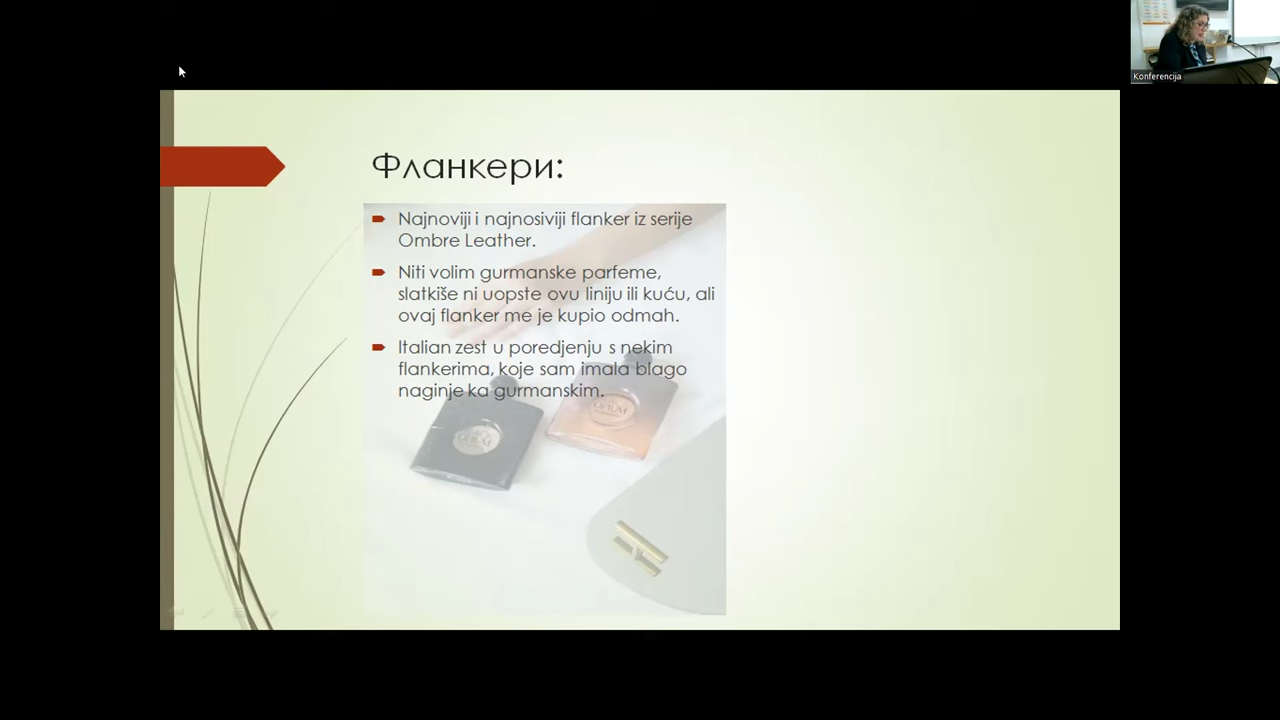 Konferencija
Фланкери:
Najnoviji i najnosiviji flanker iz serije
Ombre Leather.
Niti volim gurmanske parfeme,
slatkiše ni uopste ovu liniju ili kuću, ali
ovaj flanker me je kupio odmah.
Italian zest u poredjenju s nekim
flankerima, koje sam imala blago
naginje ka gurmanskim.
OPIUM
OPIUM